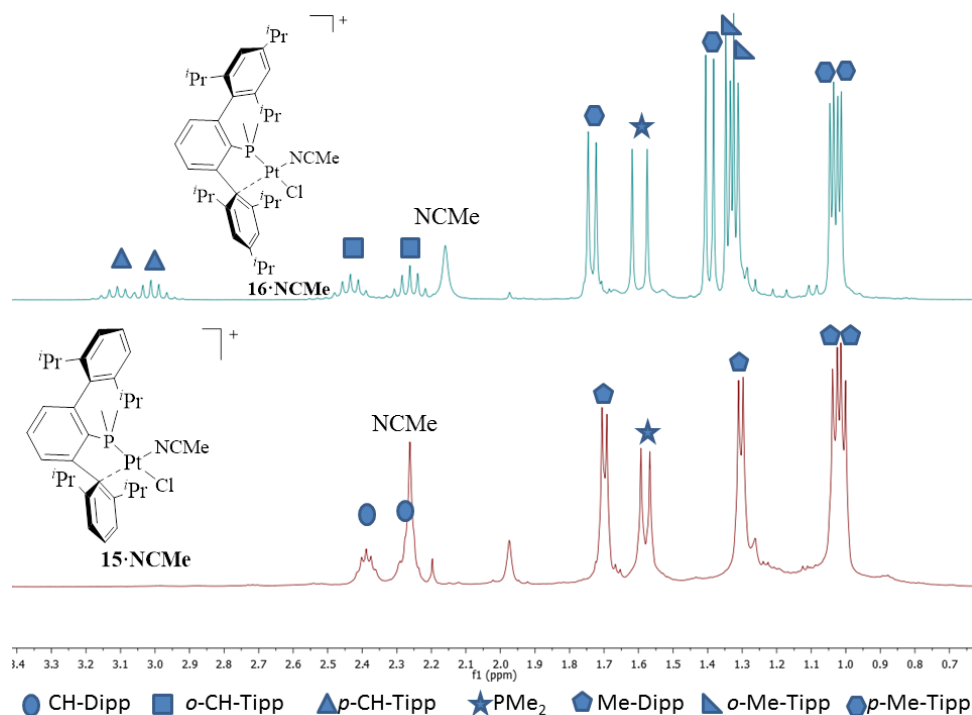 ⁱPr
⁺
ⁱPr
ⁱPr
P
NCMe
Pt
Cl
ⁱPr
ⁱPr
ⁱPr
16·NCMe
NCMe
⁺
ⁱPr
ⁱPr
P
NCMe
Pt
Cl
ⁱPr
ⁱPr
15·NCMe
NCMe
3.4 3.3 3.2 3.1 3.0 2.9 2.8 2.7 2.6 2.5 2.4 2.3 2.2 2.1 2.0 1.9 1.8 1.7 1.6 1.5 1.4 1.3 1.2 1.1 1.0 0.9 0.8 0.7
f1 (ppm)
CH-Dipp o-CH-Tipp p-CH-Tipp PMe₂ Me-Dipp o-Me-Tipp p-Me-Tipp